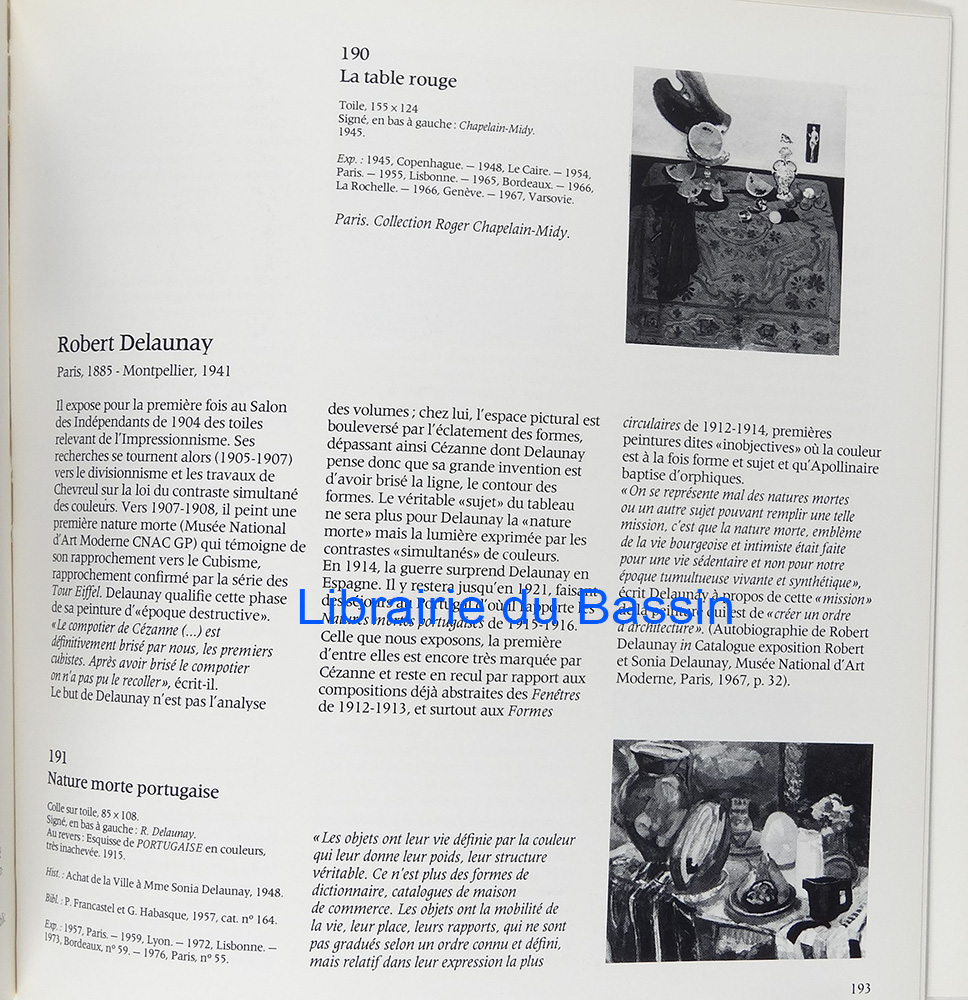 190
La table rouge
Toile, 155 × 124
Signé, en bas à gauche : Chapelain-Midy.
1945.
Exp. : 1945, Copenhague. — 1948, Le Caire. — 1954,
Paris. — 1955, Lisbonne. — 1965, Bordeaux. — 1966,
La Rochelle. — 1966, Genève. — 1967, Varsovie.
Paris. Collection Roger Chapelain-Midy.
Robert Delaunay
Paris, 1885 - Montpellier, 1941
Il expose pour la première fois au Salon
des Indépendants de 1904 des toiles
relevant de l'Impressionnisme. Ses
recherches se tournent alors (1905-1907)
vers le divisionnisme et les travaux de
Chevreul sur la loi du contraste simultané
des couleurs. Vers 1907-1908, il peint une
première nature morte (Musée National
d'Art Moderne CNAC GP) qui témoigne de
son rapprochement vers le Cubisme,
rapprochement confirmé par la série des
Tour Eiffel. Delaunay qualifie cette phase
de sa peinture d'«époque destructive».
«Le compotier de Cézanne (...) est
définitivement brisé par nous, les premiers
cubistes. Après avoir brisé le compotier
on n'a pas pu le recoller», écrit-il.
Le but de Delaunay n'est pas l'analyse
des volumes ; chez lui, l'espace pictural est
bouleversé par l'éclatement des formes,
dépassant ainsi Cézanne dont Delaunay
pense donc que sa grande invention est
d'avoir brisé la ligne, le contour des
formes. Le véritable «sujet» du tableau
ne sera plus pour Delaunay la «nature
morte» mais la lumière exprimée par les
contrastes «simultanés» de couleurs.
En 1914, la guerre surprend Delaunay en
Espagne. Il y restera jusqu'en 1921, faisant
des séjours au Portugal d'où il rapporte
Natures mortes portugaises de 1915-1916.
Celle que nous exposons, la première
d'entre elles est encore très marquée par
Cézanne et reste en recul par rapport aux
compositions déjà abstraites des Fenêtres
de 1912-1913, et surtout aux Formes
circulaires de 1912-1914, premières
peintures dites «inobjectives» où la couleur
est à la fois forme et sujet et qu'Apollinaire
baptise d'orphiques.
«On se représente mal des natures mortes
ou un autre sujet pouvant remplir une telle
mission, c'est que la nature morte, emblème
de la vie bourgeoise et intimiste était faite
pour une vie sédentaire et non pour notre
époque tumultueuse vivante et synthétique»,
écrit Delaunay à propos de cette «mission»
de la peinture qui est de «créer un ordre
d'architecture». (Autobiographie de Robert
Delaunay in Catalogue exposition Robert
et Sonia Delaunay, Musée National d'Art
Moderne, Paris, 1967, p. 32).
Librairie du Bassin
191
Nature morte portugaise
Colle sur toile, 85 × 108.
Signé, en bas à gauche : R. Delaunay.
Au revers : Esquisse de PORTUGAISE en couleurs,
très inachevée. 1915.
Hist. : Achat de la Ville à Mme Sonia Delaunay, 1948.
Bibl. : P. Francastel et G. Habasque, 1957, cat. nº 164.
Exp. : 1957, Paris. — 1959, Lyon. — 1972, Lisbonne. —
1973, Bordeaux, nº 59. — 1976, Paris, nº 55.
«Les objets ont leur vie définie par la couleur
qui leur donne leur poids, leur structure
véritable. Ce n'est plus des formes de
dictionnaire, catalogues de maison
de commerce. Les objets ont la mobilité de
la vie, leur place, leurs rapports, qui ne sont
pas gradués selon un ordre connu et défini,
mais relatif dans leur expression la plus
193